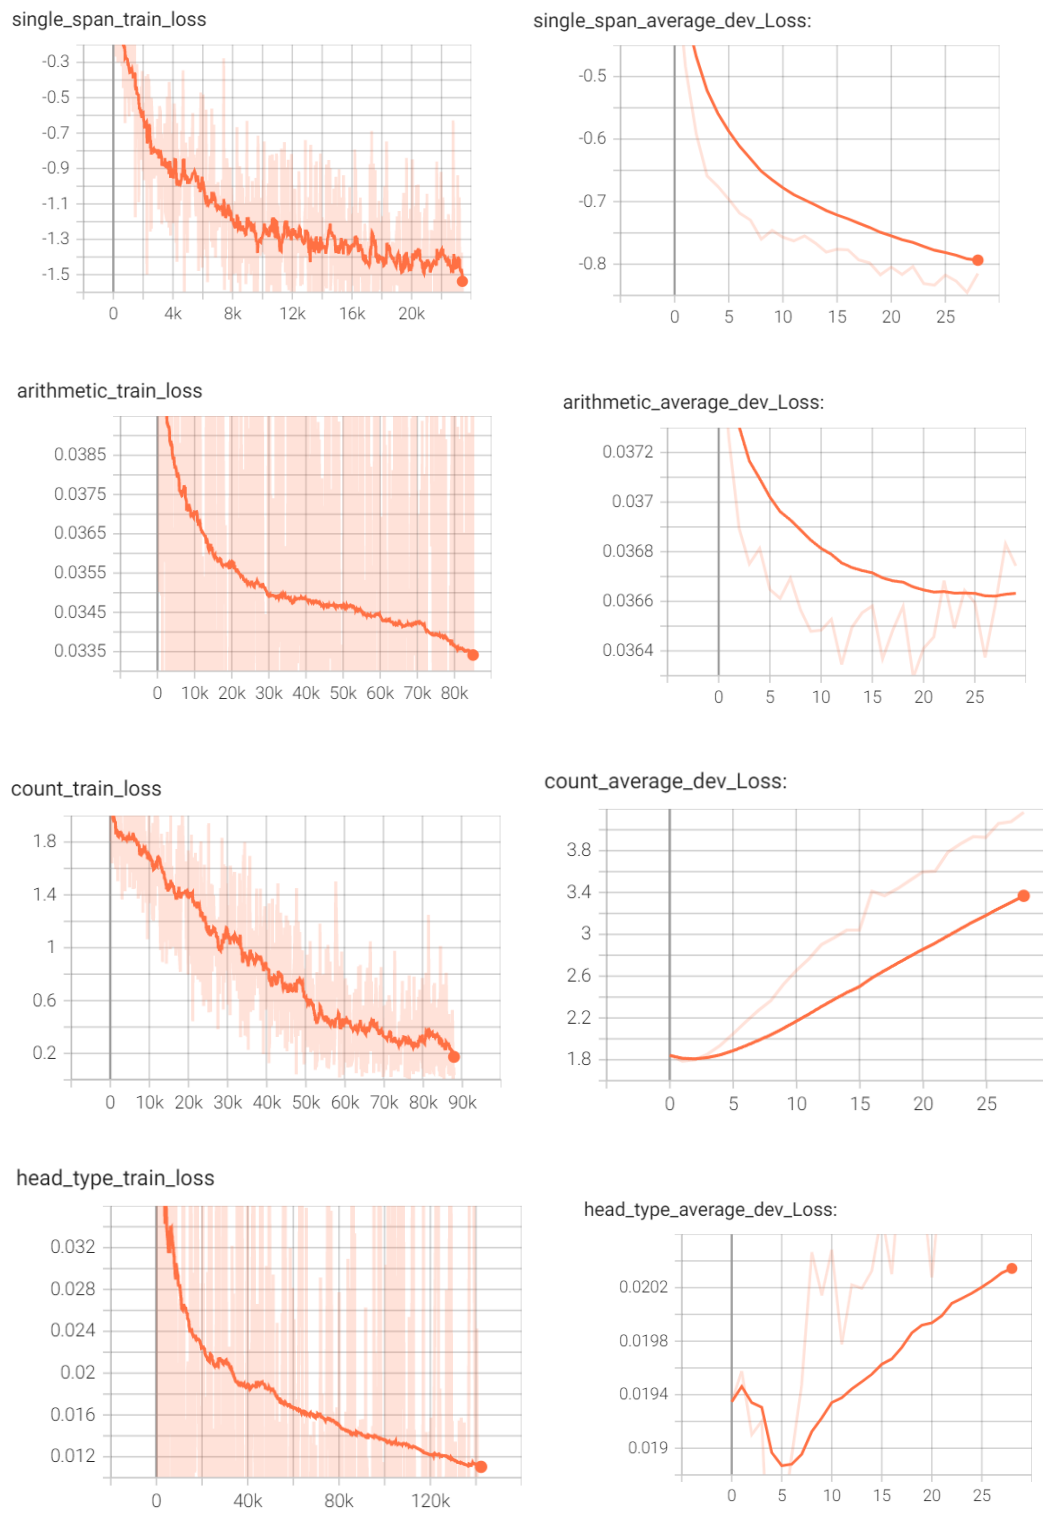 single_span_train_loss
-0.3
-0.5
-0.7
-0.9
-1.1
-1.3
-1.5
0 4k 8k 12k 16k 20k
single_span_average_dev_Loss:
-0.5
-0.6
-0.7
-0.8
0 5 10 15 20 25
arithmetic_train_loss
0.0385
0.0375
0.0365
0.0355
0.0345
0.0335
0 10k 20k 30k 40k 50k 60k 70k 80k
arithmetic_average_dev_Loss:
0.0372
0.037
0.0368
0.0366
0.0364
0 5 10 15 20 25
count_train_loss
1.8
1.4
1
0.6
0.2
0 10k 20k 30k 40k 50k 60k 70k 80k 90k
count_average_dev_Loss:
3.8
3.4
3
2.6
2.2
1.8
0 5 10 15 20 25
head_type_train_loss
0.032
0.028
0.024
0.02
0.016
0.012
0 40k 80k 120k
head_type_average_dev_Loss:
0.0202
0.0198
0.0194
0.019
0 5 10 15 20 25